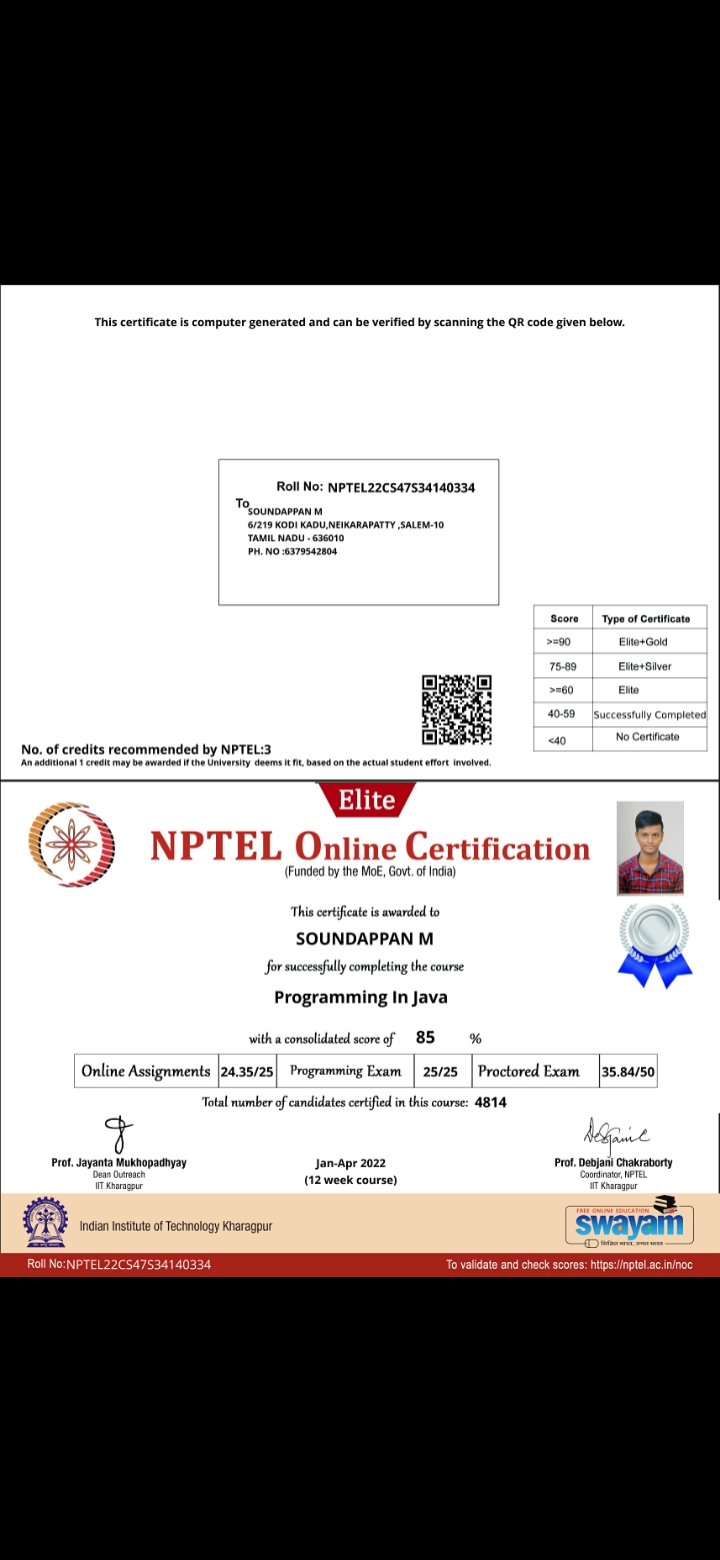 This certificate is computer generated and can be verified by scanning the QR code given below.
Roll No: NPTEL22CS47S34140334
To
SOUNDAPPAN M
6/219 KODI KADU,NEIKARAPATTY ,SALEM-10
TAMIL NADU - 636010
PH. NO :6379542804
Score Type of Certificate
>=90 Elite+Gold
75-89 Elite+Silver
>=60 Elite
40-59 Successfully Completed
<40 No Certificate
No. of credits recommended by NPTEL:3
An additional 1 credit may be awarded if the University deems it fit, based on the actual student effort involved.
Elite
NPTEL Online Certification
(Funded by the MoE, Govt. of India)
This certificate is awarded to
SOUNDAPPAN M
for successfully completing the course
Programming In Java
with a consolidated score of 85 %
Online Assignments 24.35/25 Programming Exam 25/25 Proctored Exam 35.84/50
Total number of candidates certified in this course: 4814
Prof. Jayanta Mukhopadhyay
Dean Outreach
IIT Kharagpur
Jan-Apr 2022
(12 week course)
Prof. Debjani Chakraborty
Coordinator, NPTEL
IIT Kharagpur
Indian Institute of Technology Kharagpur
FREE ONLINE EDUCATION
swayam
शिक्षित भारत, उन्नत भारत
Roll No:NPTEL22CS47S34140334
To validate and check scores: https://nptel.ac.in/noc